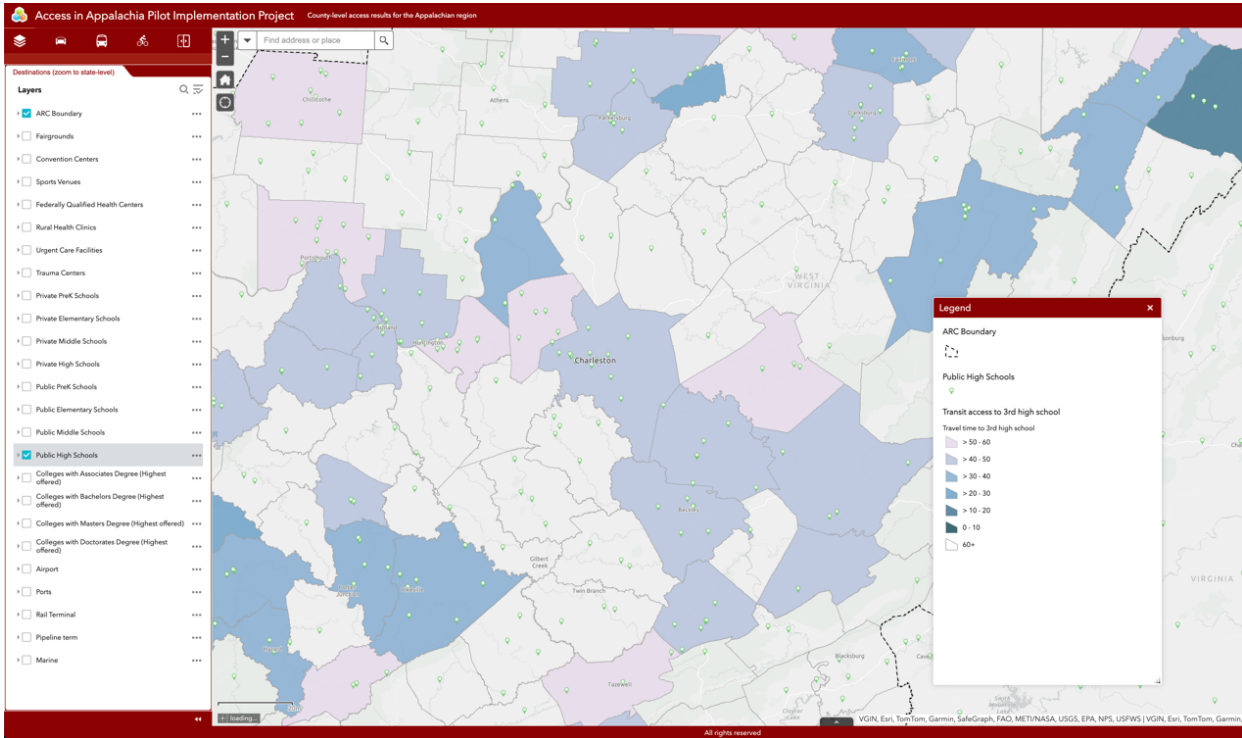 Access in Appalachia Pilot Implementation Project
County-level access results for the Appalachian region
Destinations (zoom to state-level)
Layers
ARC Boundary
Fairgrounds
Convention Centers
Sports Venues
Federally Qualified Health Centers
Rural Health Clinics
Urgent Care Facilities
Trauma Centers
Private PreK Schools
Private Elementary Schools
Private Middle Schools
Private High Schools
Public PreK Schools
Public Elementary Schools
Public Middle Schools
Public High Schools
Colleges with Associates Degree (Highest
offered)
Colleges with Bachelors Degree (Highest
offered)
Colleges with Masters Degree (Highest offered)
Colleges with Doctorates Degree (Highest
offered)
Airport
Ports
Rail Terminal
Pipeline term
Marine
Find address or place
Fairmont
Chillicothe
Athens
Parkersburg
Clarksburg
Portsmouth
WEST
VIRGINIA
Ashland
Huntington
Charleston
Beckley
Gilbert
Creek
Twin Branch
Pikeville
Hazard
Tazewell
Blacksburg
VIRGINIA
Legend
ARC Boundary
Public High Schools
Transit access to 3rd high school
Travel time to 3rd high school
> 50 - 60
> 40 - 50
> 30 - 40
> 20 - 30
> 10 - 20
0 - 10
60+
loading...
VGIN, Esri, TomTom, Garmin, SafeGraph, FAO, METI/NASA, USGS, EPA, NPS, USFWS | VGIN, Esri, TomTom, Garmin,
All rights reserved